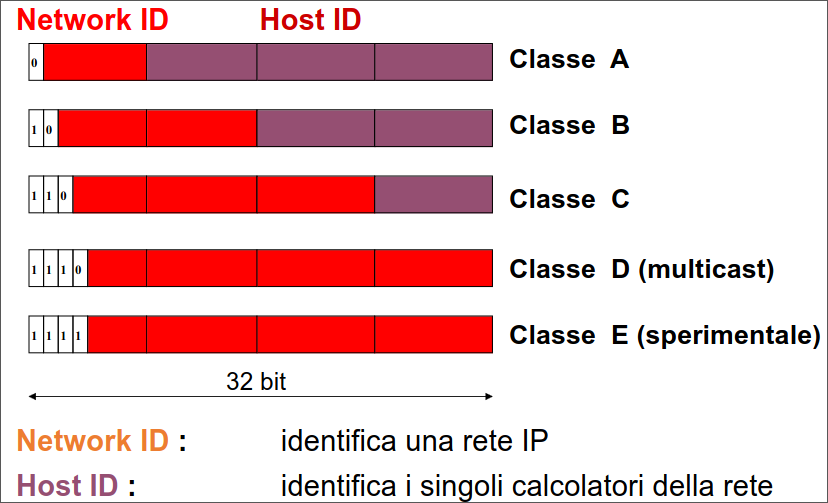 Network ID Host ID
0 Classe A
1 0 Classe B
1 1 0 Classe C
1 1 1 0 Classe D (multicast)
1 1 1 1 Classe E (sperimentale)
32 bit
Network ID : identifica una rete IP
Host ID : identifica i singoli calcolatori della rete